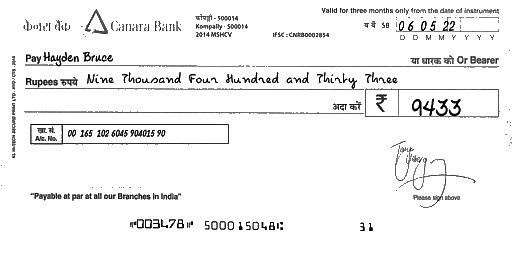 Valid for three months only from the date of instrument
केनरा बैंक Canara Bank
कोंपल्ली - 500014
Kompally - 500014
2014 MSHCV
IFSC : CNRB0002854
SB 06 05 22
D D M M Y Y Y Y
Pay Hayden Bruce
या धारक को Or Bearer
Rupees रुपये Nine Thousand Four Hundred and Thirty Three
अदा करें ₹ 9433
खा. सं.
A/c. No. 00 165 102 6045 904015 90
Please sign above
"Payable at par at all our Branches in India"
⑈003478⑈ 500015048⑆ 31